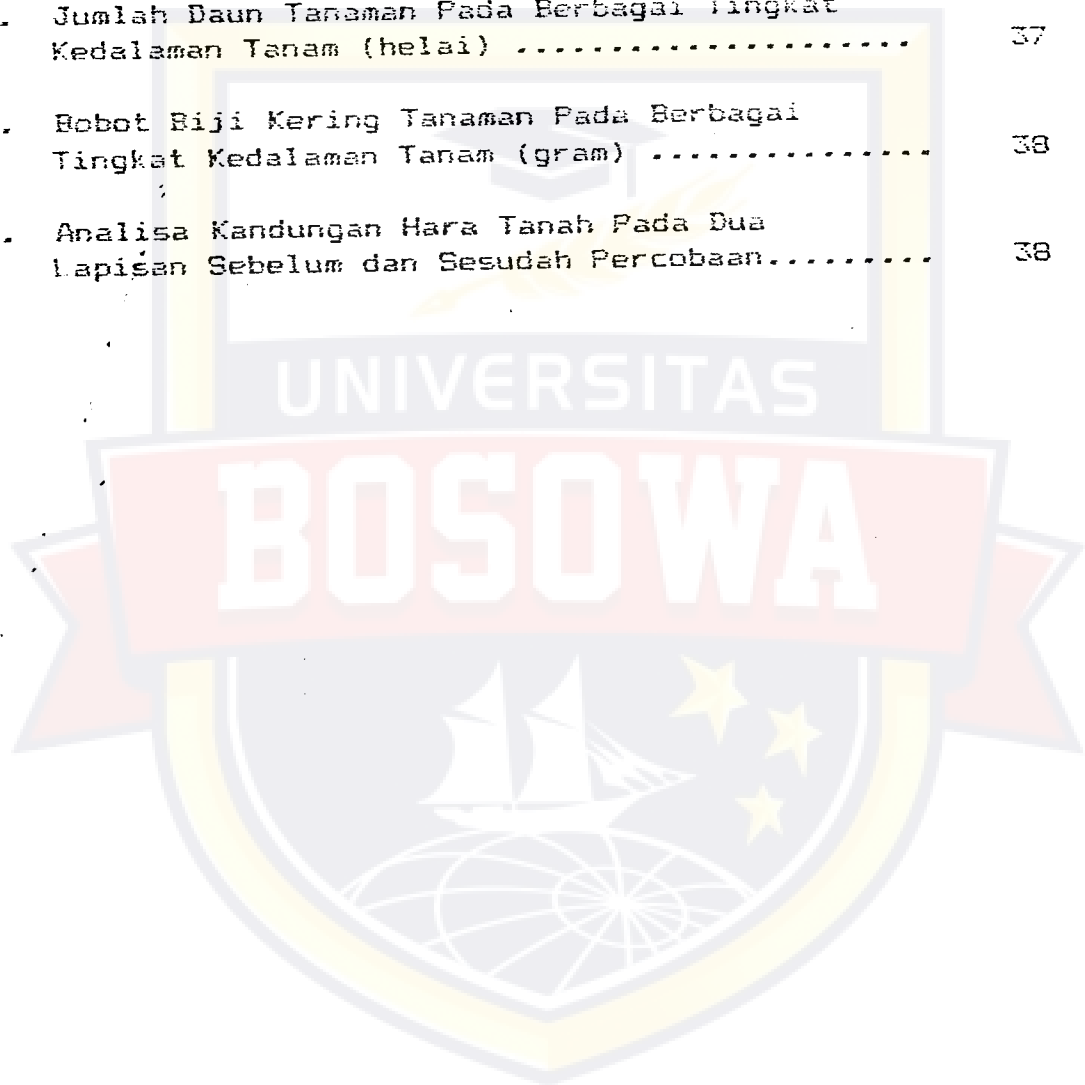 . Jumlah Daun Tanaman Pada Berbagai Tingkat
Kedalaman Tanam (helai) ..................... 37
. Bobot Biji Kering Tanaman Pada Berbagai
Tingkat Kedalaman Tanam (gram) ............... 38
. Analisa Kandungan Hara Tanah Pada Dua
Lapisan Sebelum dan Sesudah Percobaan......... 38
UNIVERSITAS
BOSOWA